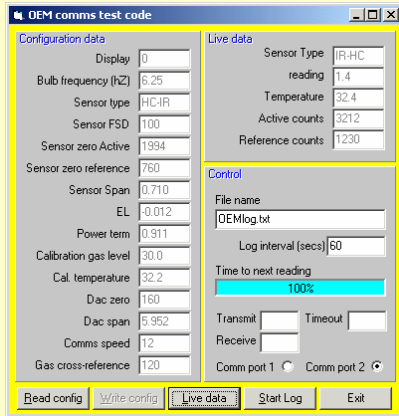 OEM comms test code
Configuration data
Display 0
Bulb frequency (hZ) 6.25
Sensor type HC-IR
Sensor FSD 100
Sensor zero Active 1994
Sensor zero reference 760
Sensor Span 0.710
EL -0.012
Power term 0.911
Calibration gas level 30.0
Cal. temperature 32.2
Dac zero 160
Dac span 5.952
Comms speed 12
Gas cross-reference 120
Live data
Sensor Type IR-HC
reading 1.4
Temperature 32.4
Active counts 3212
Reference counts 1230
Control
File name
OEMlog.txt
Log interval (secs) 60
Time to next reading
100%
Transmit Timeout
Receive
Comm port 1 Comm port 2
Read config Write config Live data Start Log Exit